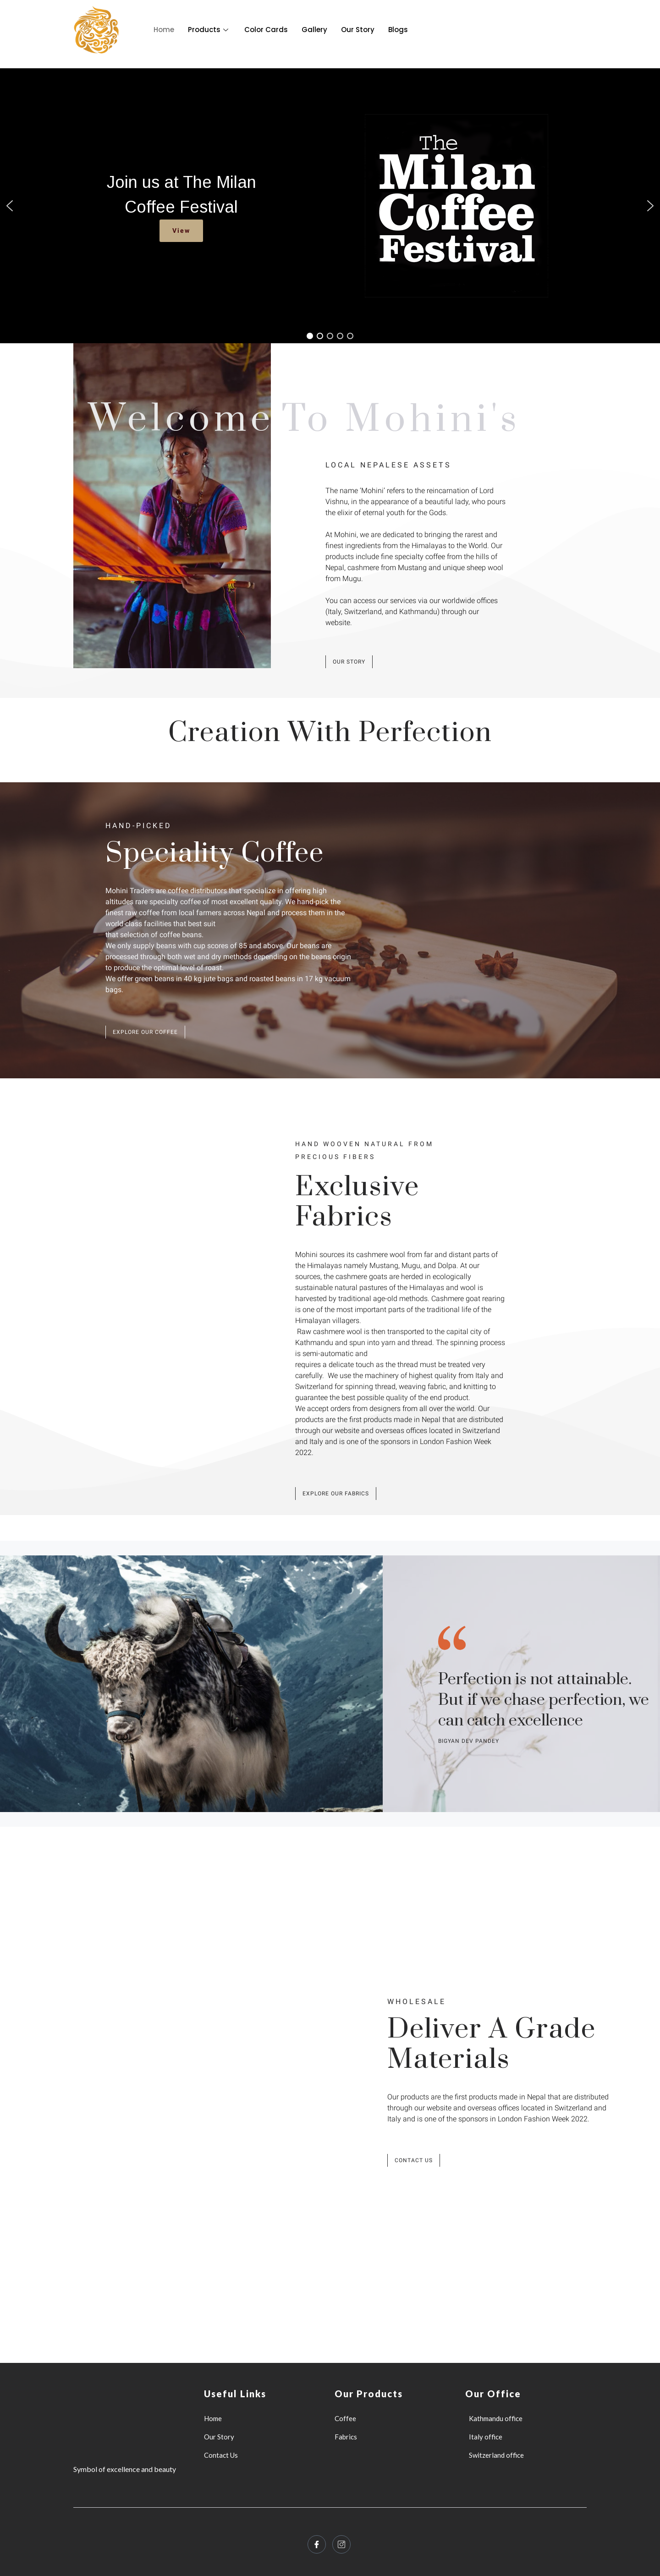 Home
Products
Color Cards
Gallery
Our Story
Blogs
Join us at The Milan
Coffee Festival
View
The
Milan
Coffee
Festival
Welcome To Mohini's
LOCAL NEPALESE ASSETS
The name ‘Mohini’ refers to the reincarnation of Lord
Vishnu, in the appearance of a beautiful lady, who pours
the elixir of eternal youth for the Gods.
At Mohini, we are dedicated to bringing the rarest and
finest ingredients from the Himalayas to the World. Our
products include fine specialty coffee from the hills of
Nepal, cashmere from Mustang and unique sheep wool
from Mugu.
You can access our services via our worldwide offices
(Italy, Switzerland, and Kathmandu) through our
website.
OUR STORY
Creation With Perfection
HAND-PICKED
Speciality Coffee
Mohini Traders are coffee distributors that specialize in offering high
altitudes rare specialty coffee of most excellent quality. We hand-pick the
finest raw coffee from local farmers across Nepal and process them in the
world class facilities that best suit
that selection of coffee beans.
We only supply beans with cup scores of 85 and above. Our beans are
processed through both wet and dry methods depending on the beans origin
to produce the optimal level of roast.
We offer green beans in 40 kg jute bags and roasted beans in 17 kg vacuum
bags.
EXPLORE OUR COFFEE
HAND WOOVEN NATURAL FROM
PRECIOUS FIBERS
Exclusive
Fabrics
Mohini sources its cashmere wool from far and distant parts of
the Himalayas namely Mustang, Mugu, and Dolpa. At our
sources, the cashmere goats are herded in ecologically
sustainable natural pastures of the Himalayas and wool is
harvested by traditional age-old methods. Cashmere goat rearing
is one of the most important parts of the traditional life of the
Himalayan villagers.
Raw cashmere wool is then transported to the capital city of
Kathmandu and spun into yarn and thread. The spinning process
is semi-automatic and
requires a delicate touch as the thread must be treated very
carefully. We use the machinery of highest quality from Italy and
Switzerland for spinning thread, weaving fabric, and knitting to
guarantee the best possible quality of the end product.
We accept orders from designers from all over the world. Our
products are the first products made in Nepal that are distributed
through our website and overseas offices located in Switzerland
and Italy and is one of the sponsors in London Fashion Week
2022.
EXPLORE OUR FABRICS
“
Perfection is not attainable.
But if we chase perfection, we
can catch excellence
BIGYAN DEV PANDEY
WHOLESALE
Deliver A Grade
Materials
Our products are the first products made in Nepal that are distributed
through our website and overseas offices located in Switzerland and
Italy and is one of the sponsors in London Fashion Week 2022.
CONTACT US
Symbol of excellence and beauty
Useful Links
Home
Our Story
Contact Us
Our Products
Coffee
Fabrics
Our Office
Kathmandu office
Italy office
Switzerland office